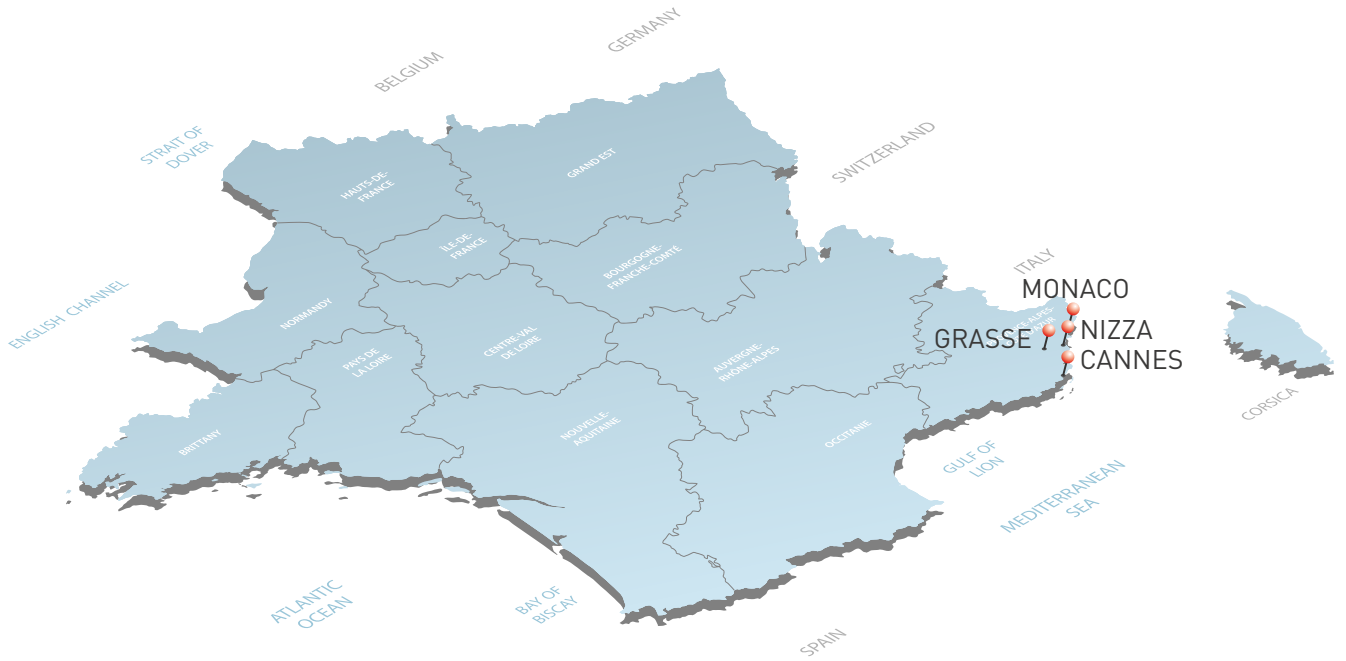 GERMANY
BELGIUM
STRAIT OF
DOVER
SWITZERLAND
GRAND EST
HAUTS-DE-
FRANCE
ÎLE-DE-
FRANCE
BOURGOGNE-
FRANCHE-COMTÉ
ITALY
ENGLISH CHANNEL
NORMANDY
MONACO
GRASSE
NIZZA
CANNES
PAYS DE
LA LOIRE
CENTRE-VAL
DE LOIRE
AUVERGNE-
RHÔNE-ALPES
CORSICA
BRITTANY
NOUVELLE-
AQUITAINE
OCCITANIE
GULF OF
LION
MEDITERRANEAN
SEA
ATLANTIC
OCEAN
BAY OF
BISCAY
SPAIN